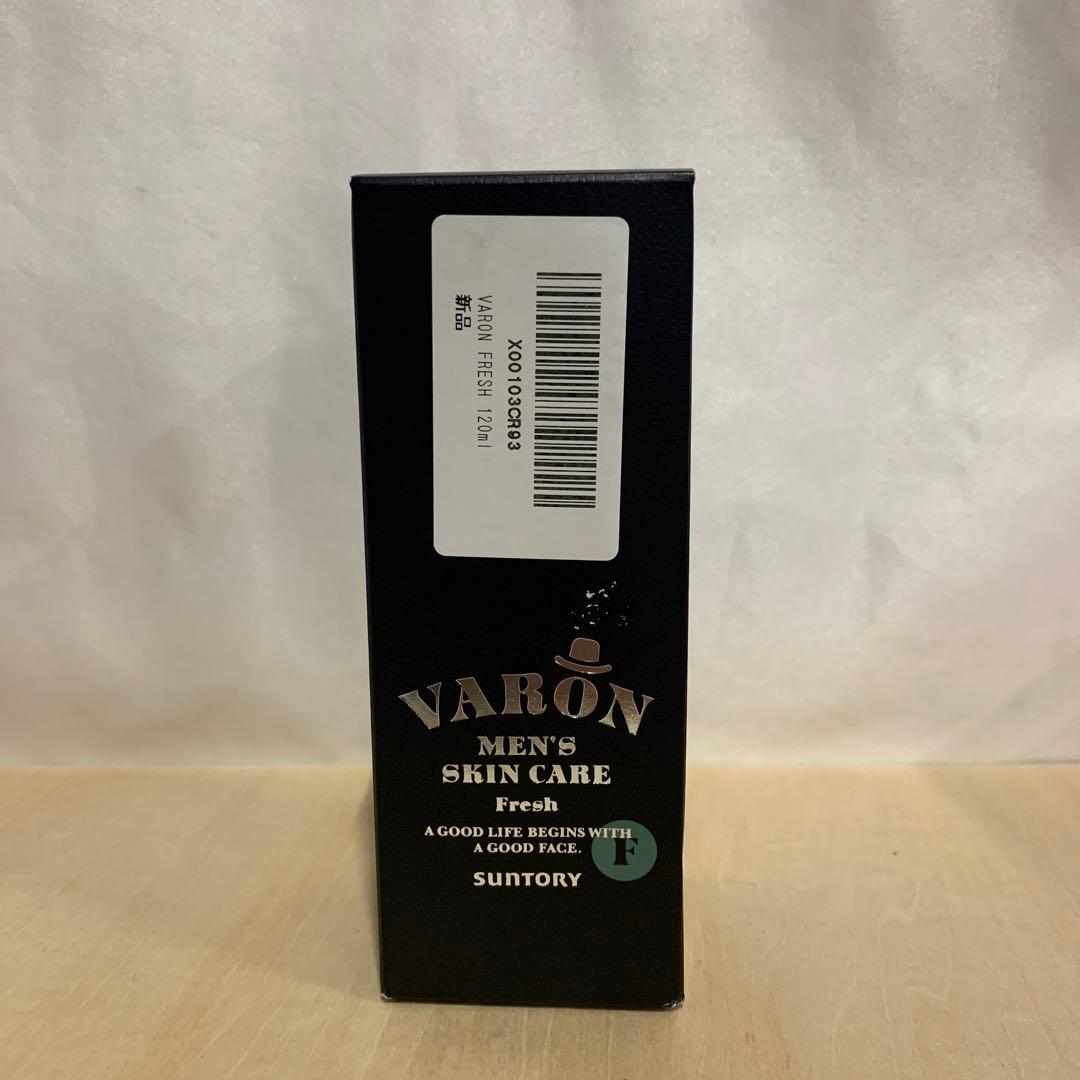 X00103CR93
VARON FRESH 120ml
新品
VARON
MEN'S
SKIN CARE
Fresh
A GOOD LIFE BEGINS WITH
A GOOD FACE.
F
SUNTORY